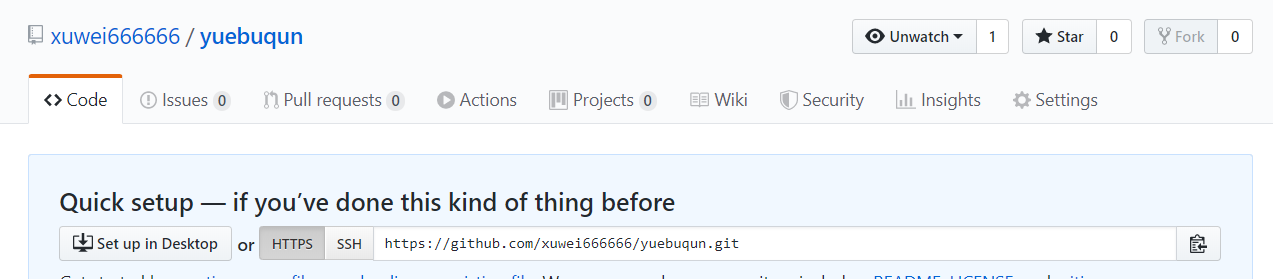 xuwei666666 / yuebuqun
Unwatch 1 Star 0 Fork 0
Code Issues 0 Pull requests 0 Actions Projects 0 Wiki Security Insights Settings
Quick setup — if you’ve done this kind of thing before
Set up in Desktop or HTTPS SSH https://github.com/xuwei666666/yuebuqun.git